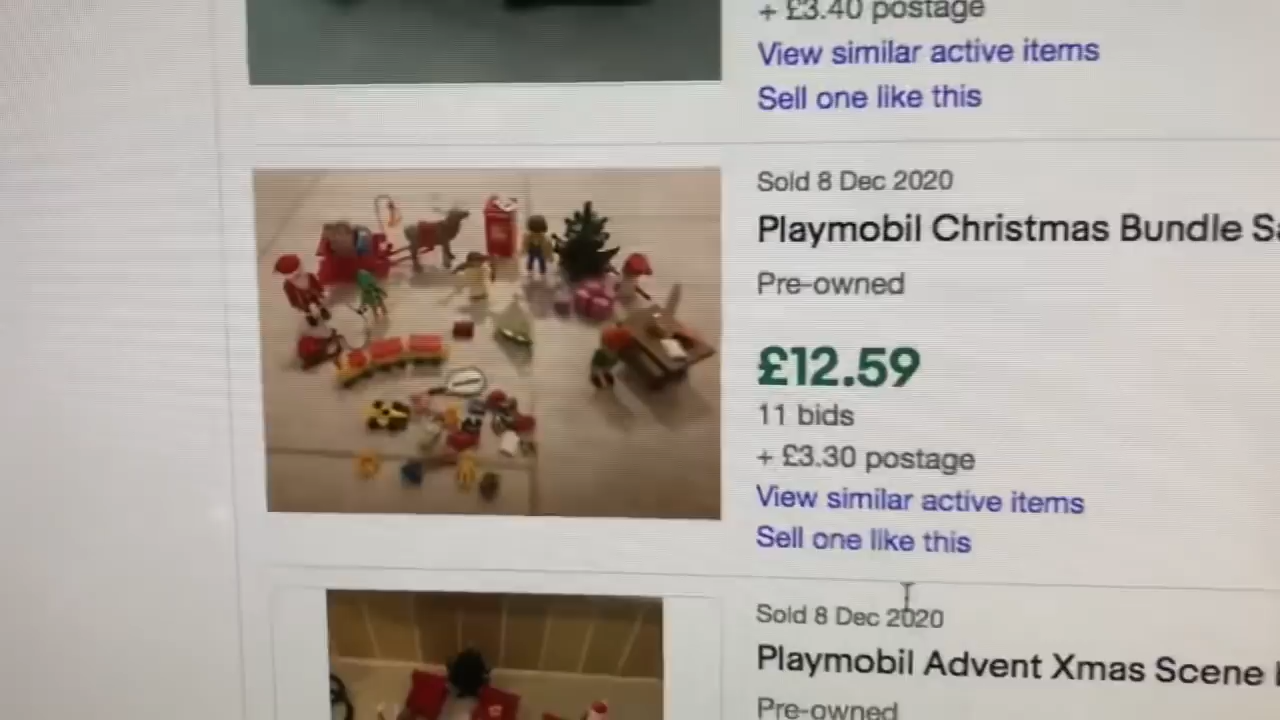 + £3.40 postage
View similar active items
Sell one like this
Sold 8 Dec 2020
Playmobil Christmas Bundle
Pre-owned
£12.59
11 bids
+ £3.30 postage
View similar active items
Sell one like this
Sold 8 Dec 2020
Playmobil Advent Xmas Scene
Pre-owned